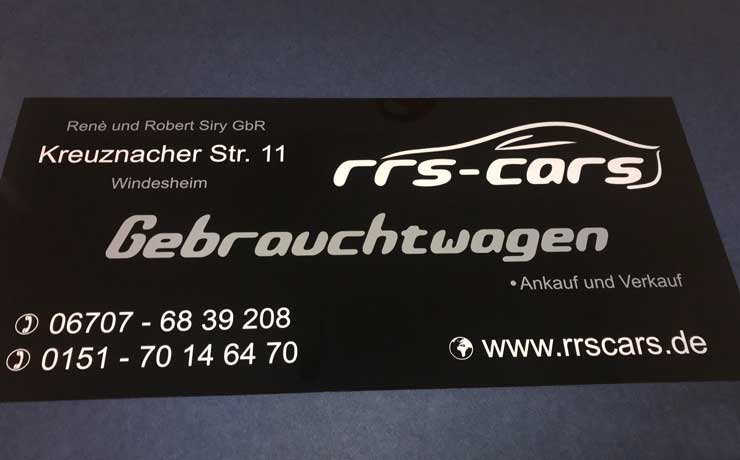 Renè und Robert Siry GbR
Kreuznacher Str. 11
Windesheim
rrs-cars
Gebrauchtwagen
• Ankauf und Verkauf
✆ 06707 - 68 39 208
✆ 0151 - 70 14 64 70
www.rrscars.de